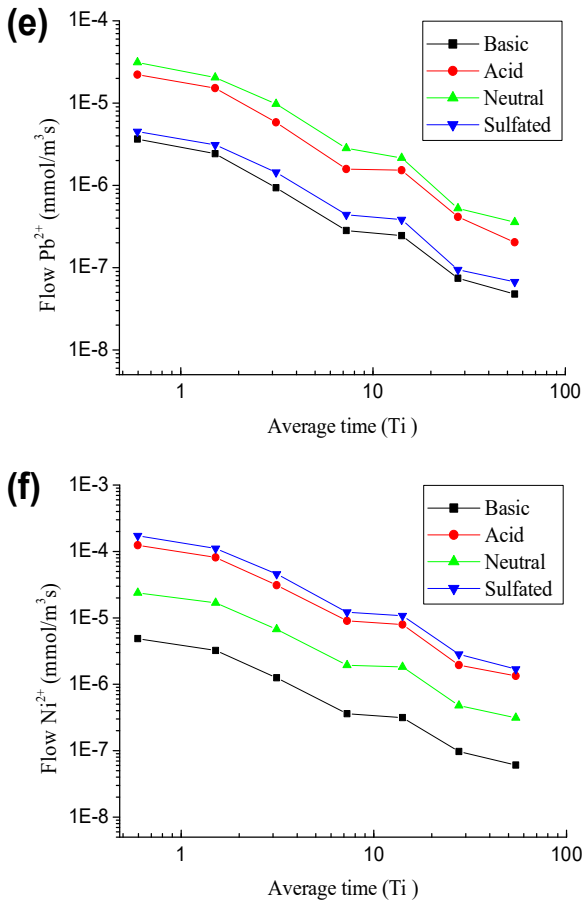 (e)
1E-4
1E-5
1E-6
1E-7
1E-8
Flow Pb²⁺ (mmol/m³s)
Basic
Acid
Neutral
Sulfated
1 10 100
Average time (Ti )
(f)
1E-3
1E-4
1E-5
1E-6
1E-7
1E-8
Flow Ni²⁺ (mmol/m³s)
Basic
Acid
Neutral
Sulfated
1 10 100
Average time (Ti )